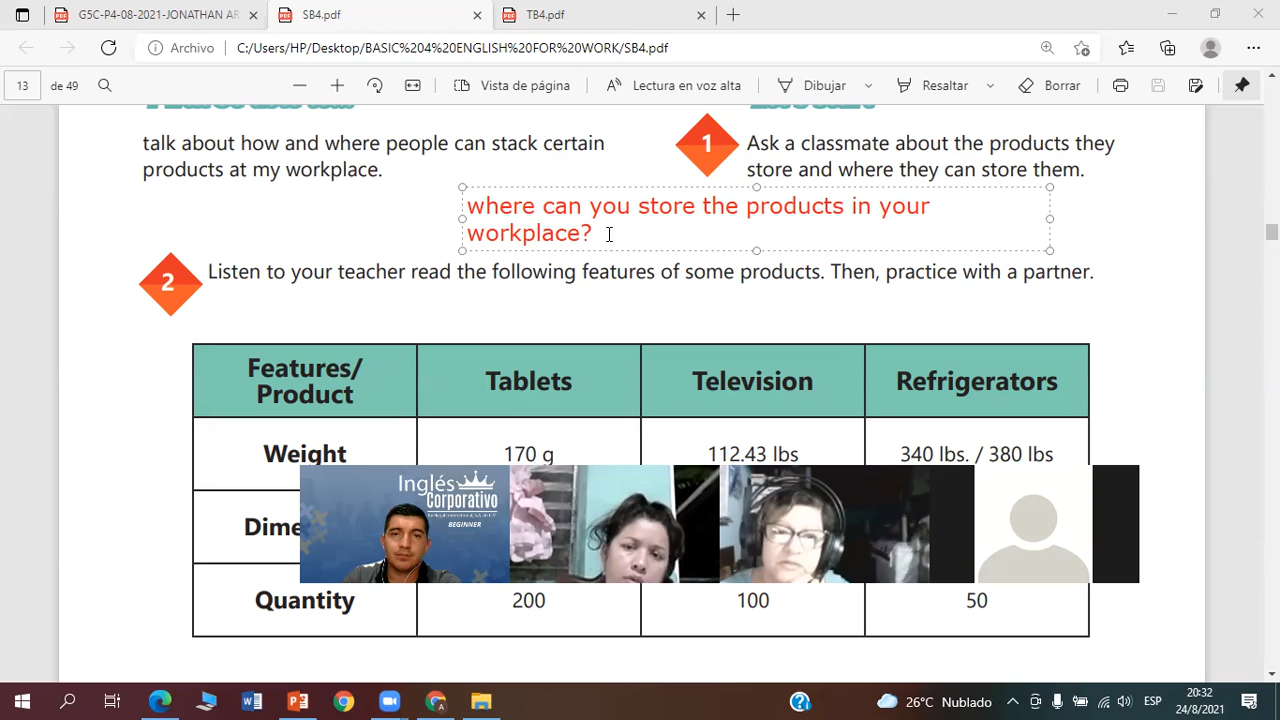 G5C-P4-08-2021-JONATHAN AR
SB4.pdf
TB4.pdf
Archivo
C:/Users/HP/Desktop/BASIC%204%20ENGLISH%20FOR%20WORK/SB4.pdf
13
de 49
Vista de página
Lectura en voz alta
Dibujar
Resaltar
Borrar
talk about how and where people can stack certain
products at my workplace.
1
Ask a classmate about the products they
store and where they can store them.
where can you store the products in your
workplace?
2
Listen to your teacher read the following features of some products. Then, practice with a partner.
Features/
Product
Tablets
Television
Refrigerators
Weight
170 g
112.43 lbs
340 lbs. / 380 lbs
Inglés
Corporativo
BEGINNER
Quantity
200
100
50
26°C
Nublado
ESP
20:32
24/8/2021